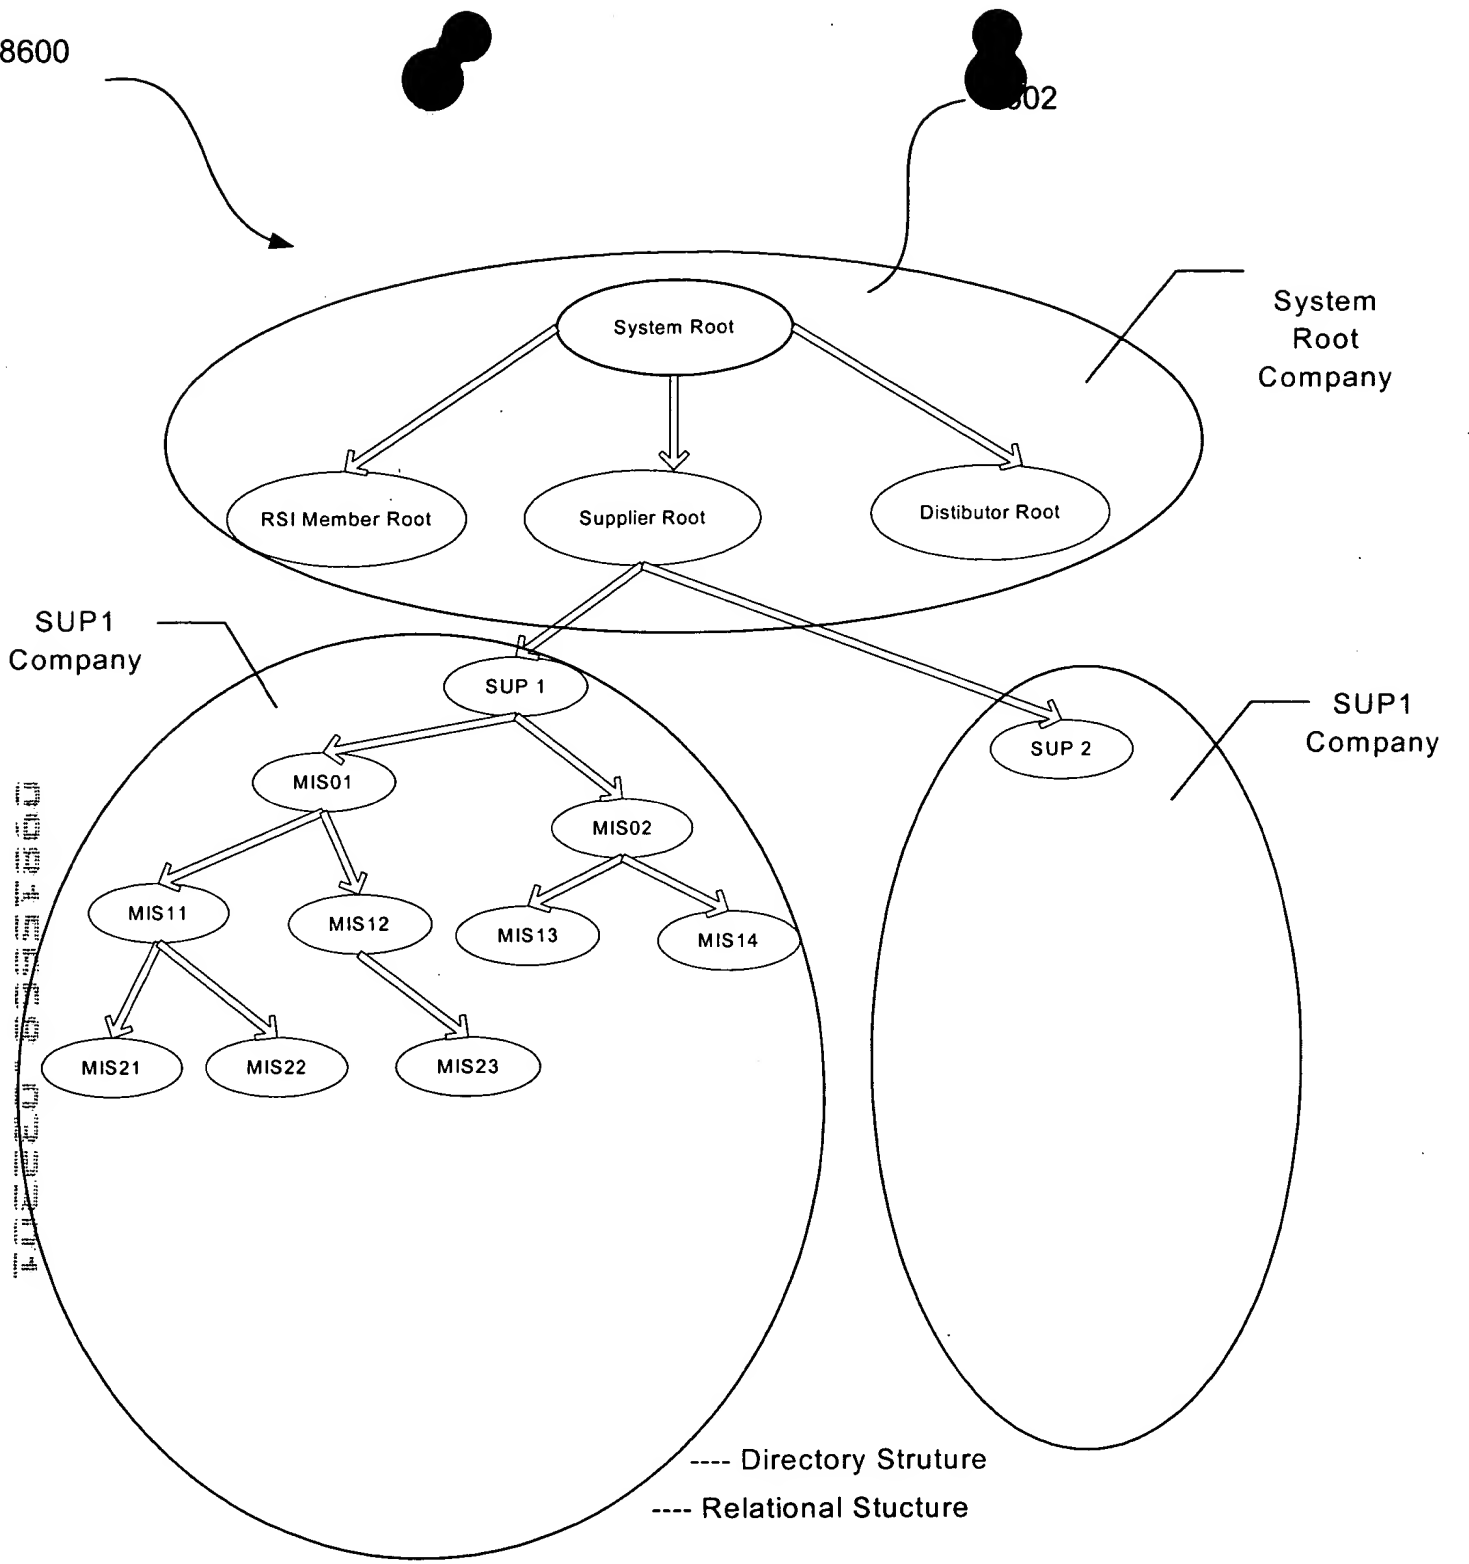 8600
System Root
System
Root
Company
RSI Member Root
Supplier Root
Distibutor Root
SUP1
Company
SUP 1
SUP 2
SUP1
Company
MIS01
MIS02
MIS11
MIS12
MIS13
MIS14
MIS21
MIS22
MIS23
---- Directory Struture
---- Relational Stucture